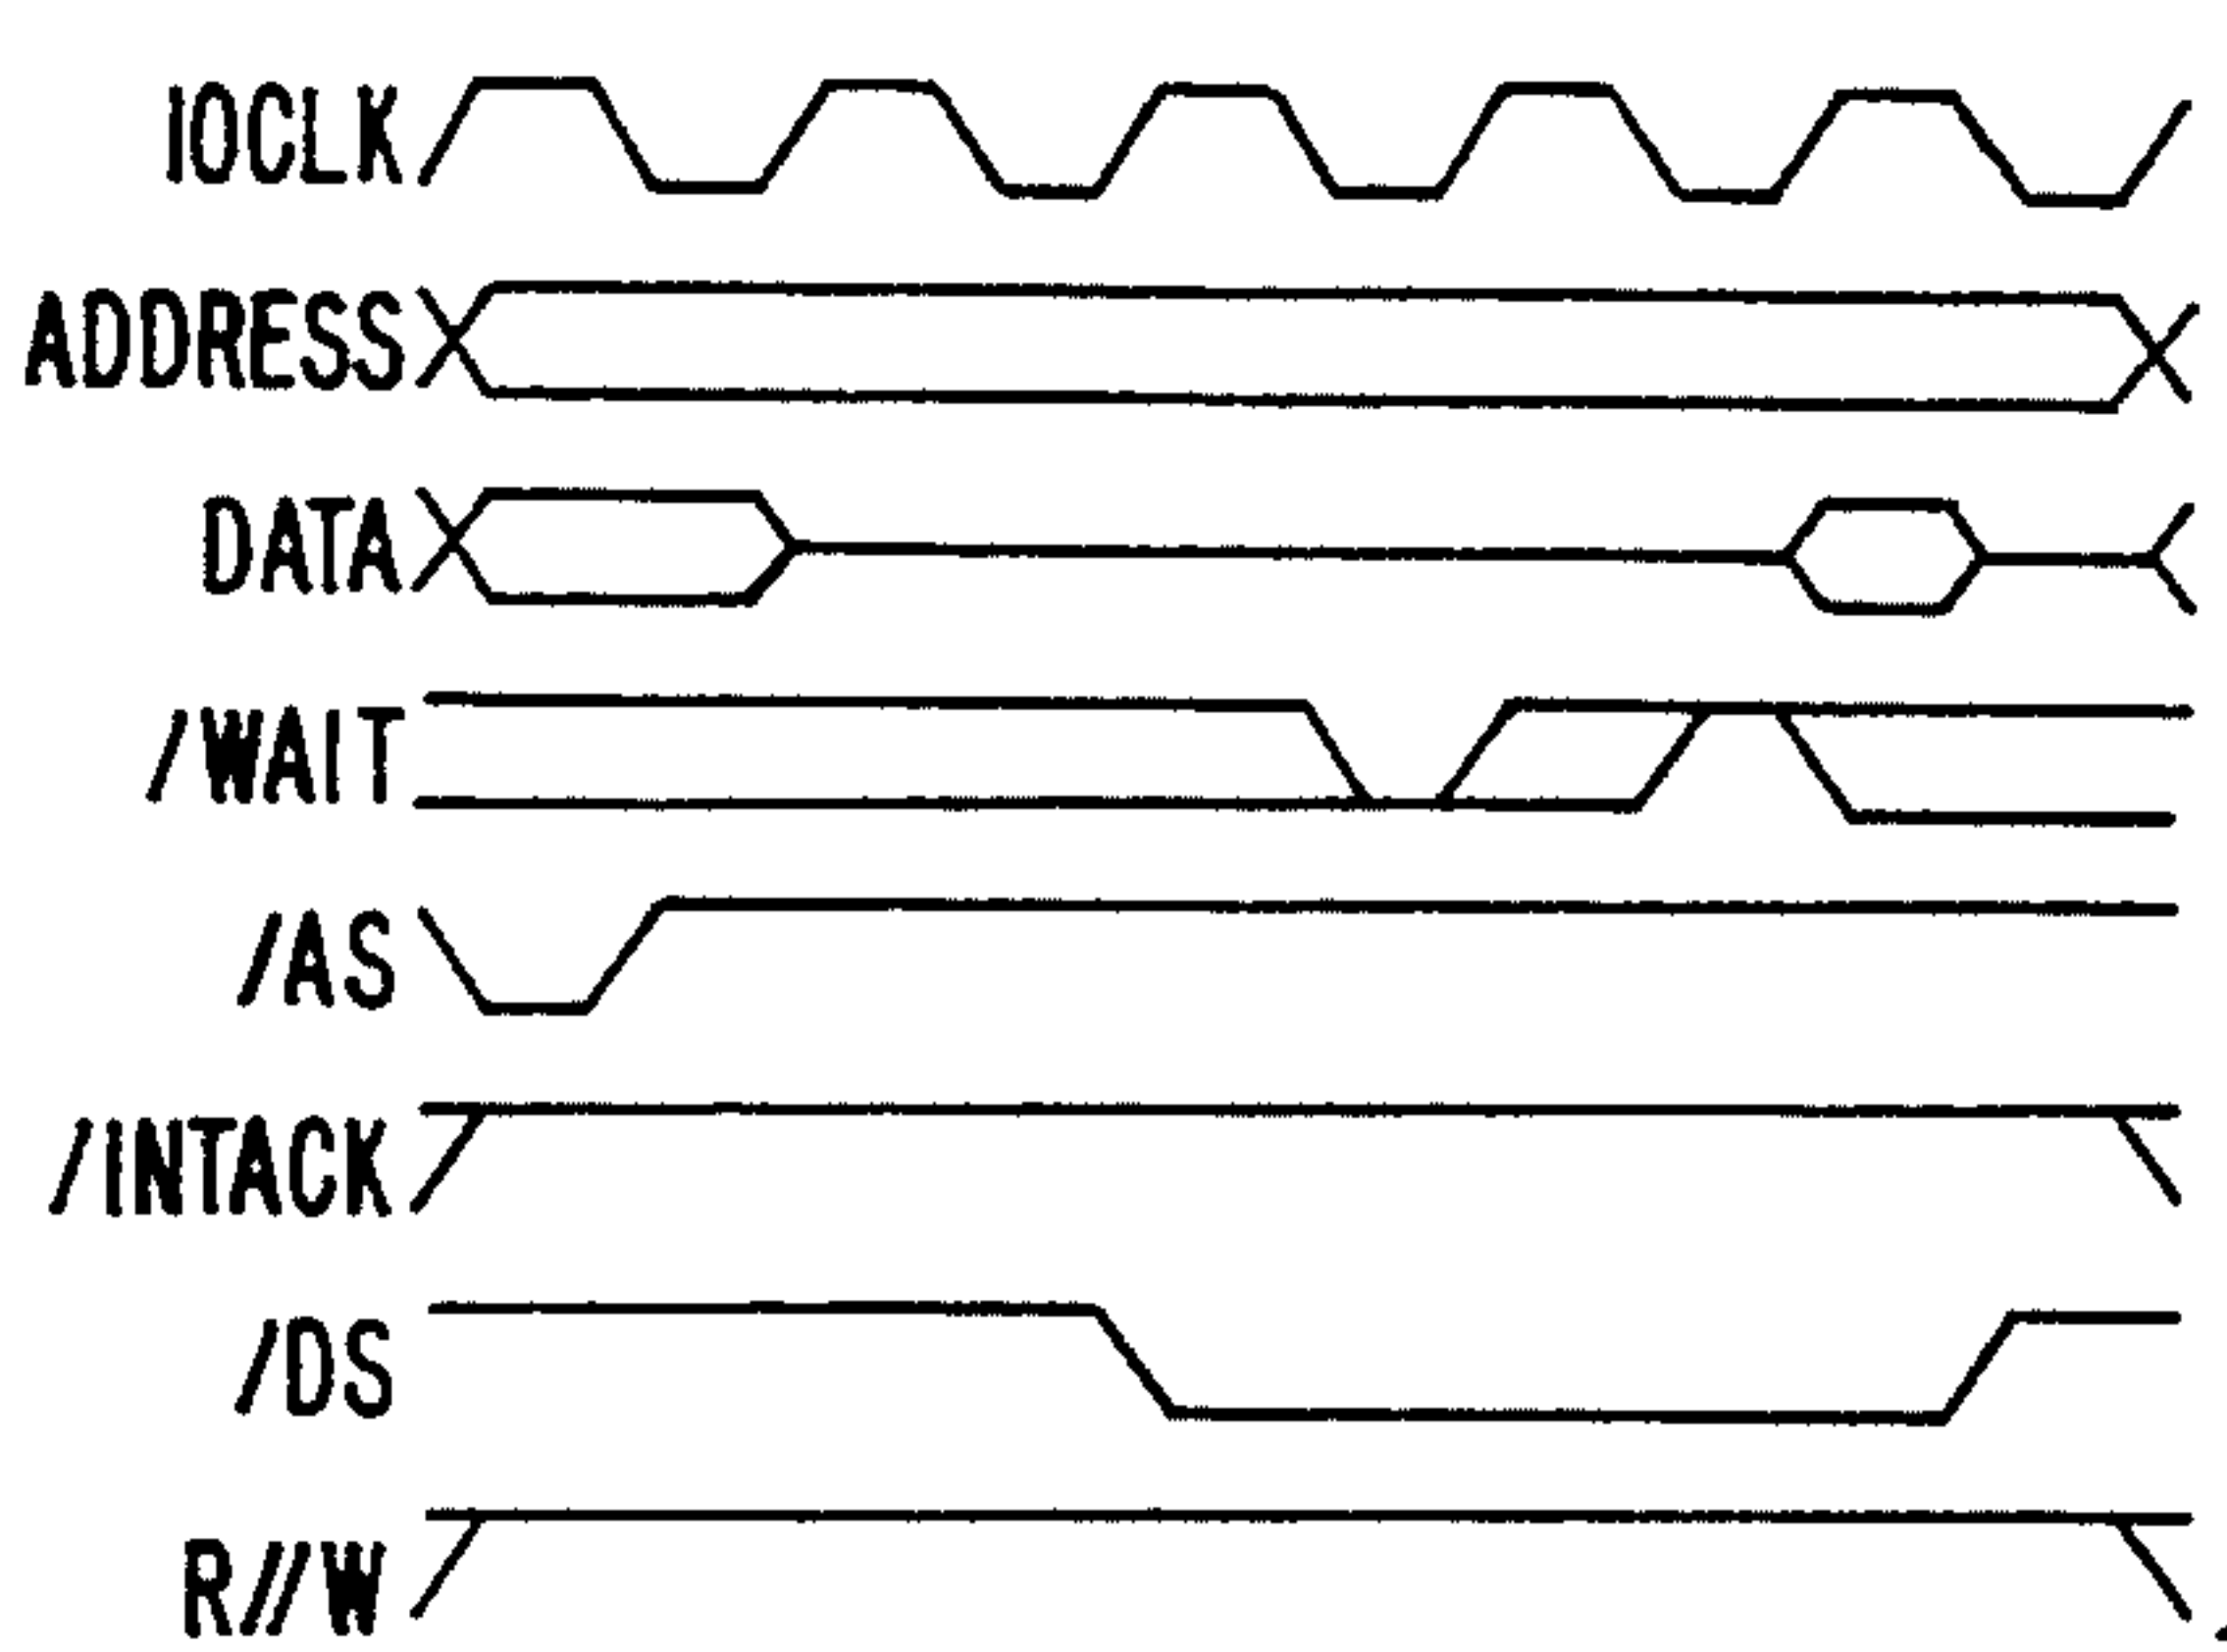 IOCLK
ADDRESS
DATA
/WAIT
/AS
/INTACK
/DS
R//W